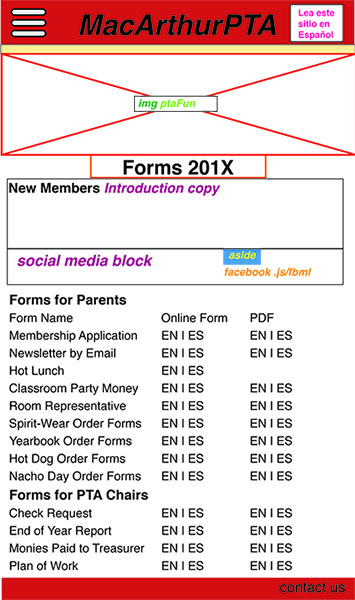 MacArthurPTA
Lea este
sitio en
Español
img ptaFun
Forms 201X
New Members Introduction copy
social media block
aside
facebook .js/fbml
Forms for Parents
Form Name Online Form PDF
Membership Application EN I ES EN I ES
Newsletter by Email EN I ES EN I ES
Hot Lunch EN I ES
Classroom Party Money EN I ES EN I ES
Room Representative EN I ES EN I ES
Spirit-Wear Order Forms EN I ES EN I ES
Yearbook Order Forms EN I ES EN I ES
Hot Dog Order Forms EN I ES EN I ES
Nacho Day Order Forms EN I ES EN I ES
Forms for PTA Chairs
Check Request EN I ES EN I ES
End of Year Report EN I ES EN I ES
Monies Paid to Treasurer EN I ES EN I ES
Plan of Work EN I ES EN I ES
contact us